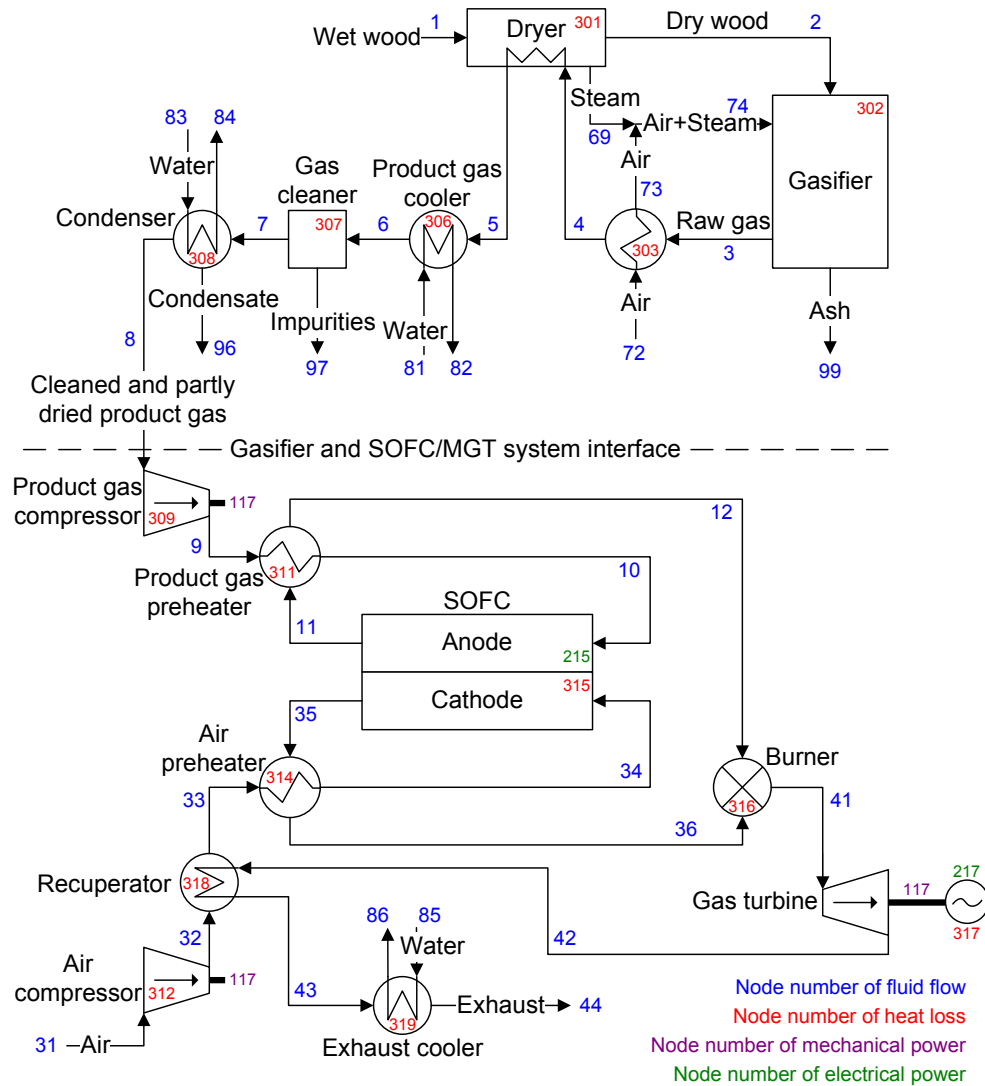 1
Wet wood
Dryer
301
Dry wood
2
Steam
69
74
Air+Steam
302
Gasifier
83
84
Water
Gas
cleaner
Product gas
cooler
Air
73
Condenser
7
307
6
306
5
4
303
Raw gas
3
308
Condensate
Impurities
Water
Air
Ash
8
96
97
81
82
72
99
Cleaned and partly
dried product gas
Gasifier and SOFC/MGT system interface
Product gas
compressor
309
117
9
311
Product gas
preheater
12
10
SOFC
11
Anode
215
Cathode
315
35
Air
preheater
314
34
Burner
33
316
41
36
Recuperator
318
Gas turbine
117
217
317
32
86
85
Water
42
Air
compressor
312
117
43
319
Exhaust
44
31
Air
Exhaust cooler
Node number of fluid flow
Node number of heat loss
Node number of mechanical power
Node number of electrical power